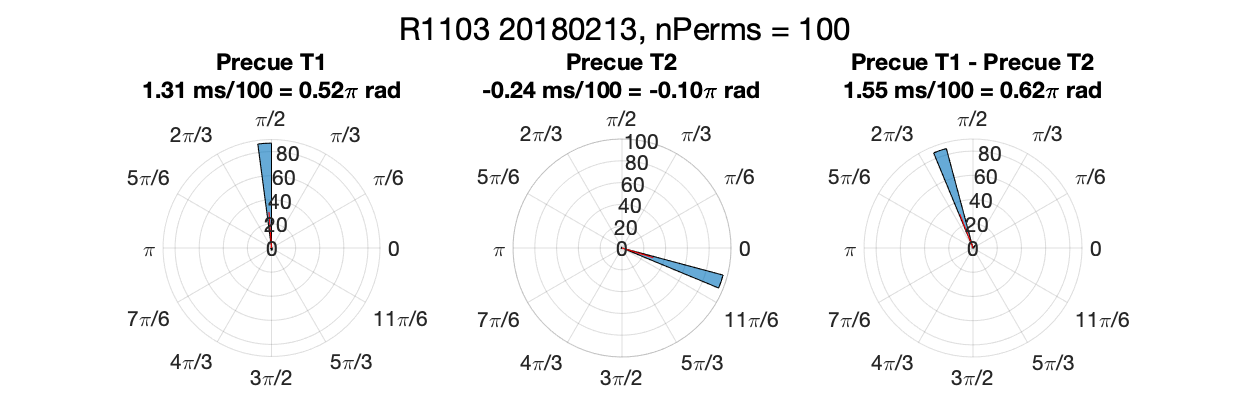 R1103 20180213, nPerms = 100
Precue T1
1.31 ms/100 = 0.52π rad
π/2
2π/3
π/3
80
5π/6
60
π/6
40
20
π
0
0
7π/6
11π/6
4π/3
5π/3
3π/2
Precue T2
-0.24 ms/100 = -0.10π rad
π/2
2π/3
100
π/3
80
5π/6
60
π/6
40
20
π
0
0
7π/6
11π/6
4π/3
5π/3
3π/2
Precue T1 - Precue T2
1.55 ms/100 = 0.62π rad
π/2
2π/3
π/3
80
5π/6
60
π/6
40
20
π
0
0
7π/6
11π/6
4π/3
5π/3
3π/2